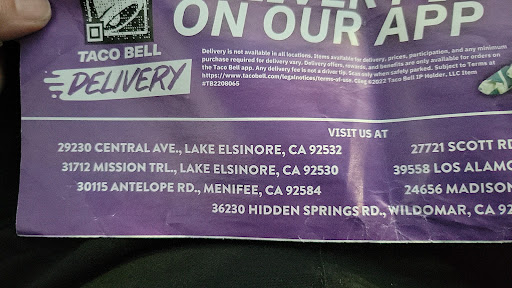 ON OUR APP
TACO BELL
DELIVERY
Delivery is not available in all locations. Items available for delivery, prices, participation, and any minimum
purchase required for delivery vary. Delivery offers, rewards, and benefits are only available for orders on
the Taco Bell app. Any delivery fee is not a driver tip. Scan only when safely parked. Subject to Terms at
https://www.tacobell.com/legalnotices/terms-of-use. ©2022 Taco Bell IP Holder, LLC Item
#TB2208065
VISIT US AT
29230 CENTRAL AVE., LAKE ELSINORE, CA 92532
31712 MISSION TRL., LAKE ELSINORE, CA 92530
30115 ANTELOPE RD., MENIFEE, CA 92584
27721 SCOTT RD
39558 LOS ALAMO
24656 MADISON
36230 HIDDEN SPRINGS RD., WILDOMAR, CA 92